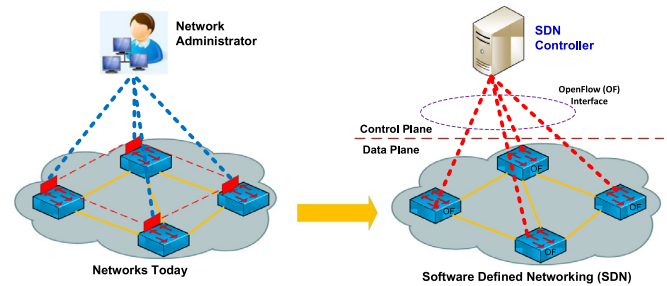 Network
Administrator
SDN
Controller
OpenFlow (OF)
Interface
Control Plane
Data Plane
OF
OF
OF
OF
Networks Today
Software Defined Networking (SDN)